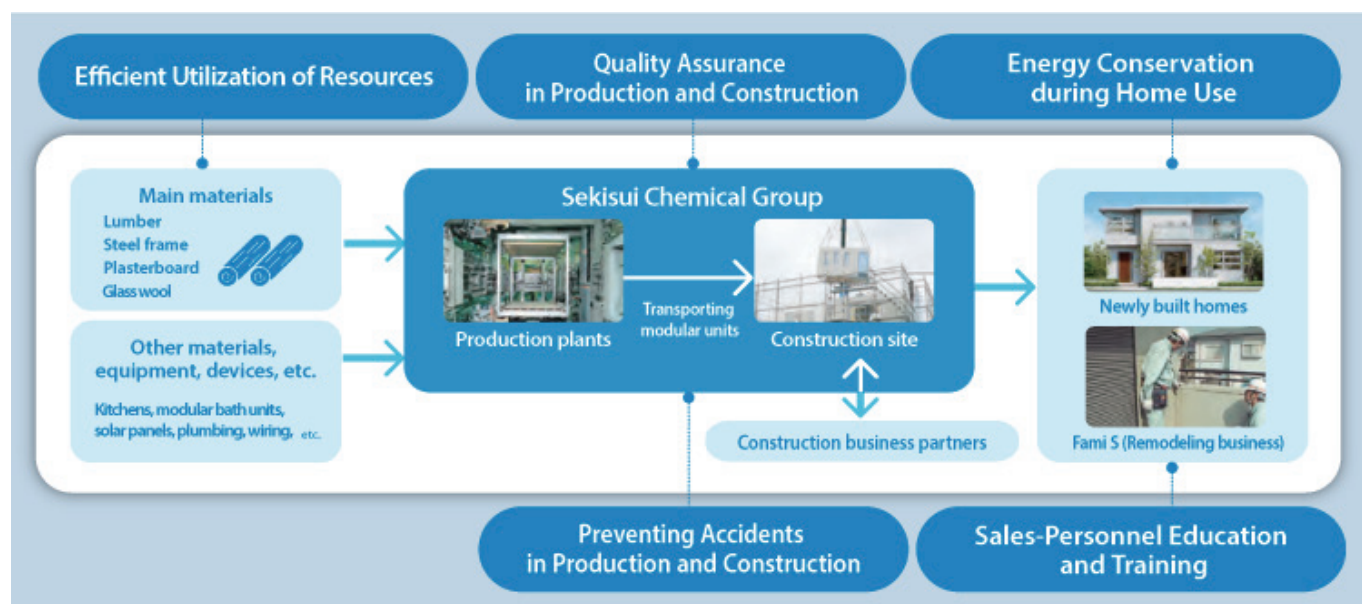 Efficient Utilization of Resources
Quality Assurance
in Production and Construction
Energy Conservation
during Home Use
Main materials
Lumber
Steel frame
Plasterboard
Glass wool
Other materials,
equipment, devices, etc.
Kitchens, modular bath units,
solar panels, plumbing, wiring, etc.
Sekisui Chemical Group
Production plants
Transporting
modular units
Construction site
Construction business partners
Newly built homes
Fami S (Remodeling business)
Preventing Accidents
in Production and Construction
Sales-Personnel Education
and Training